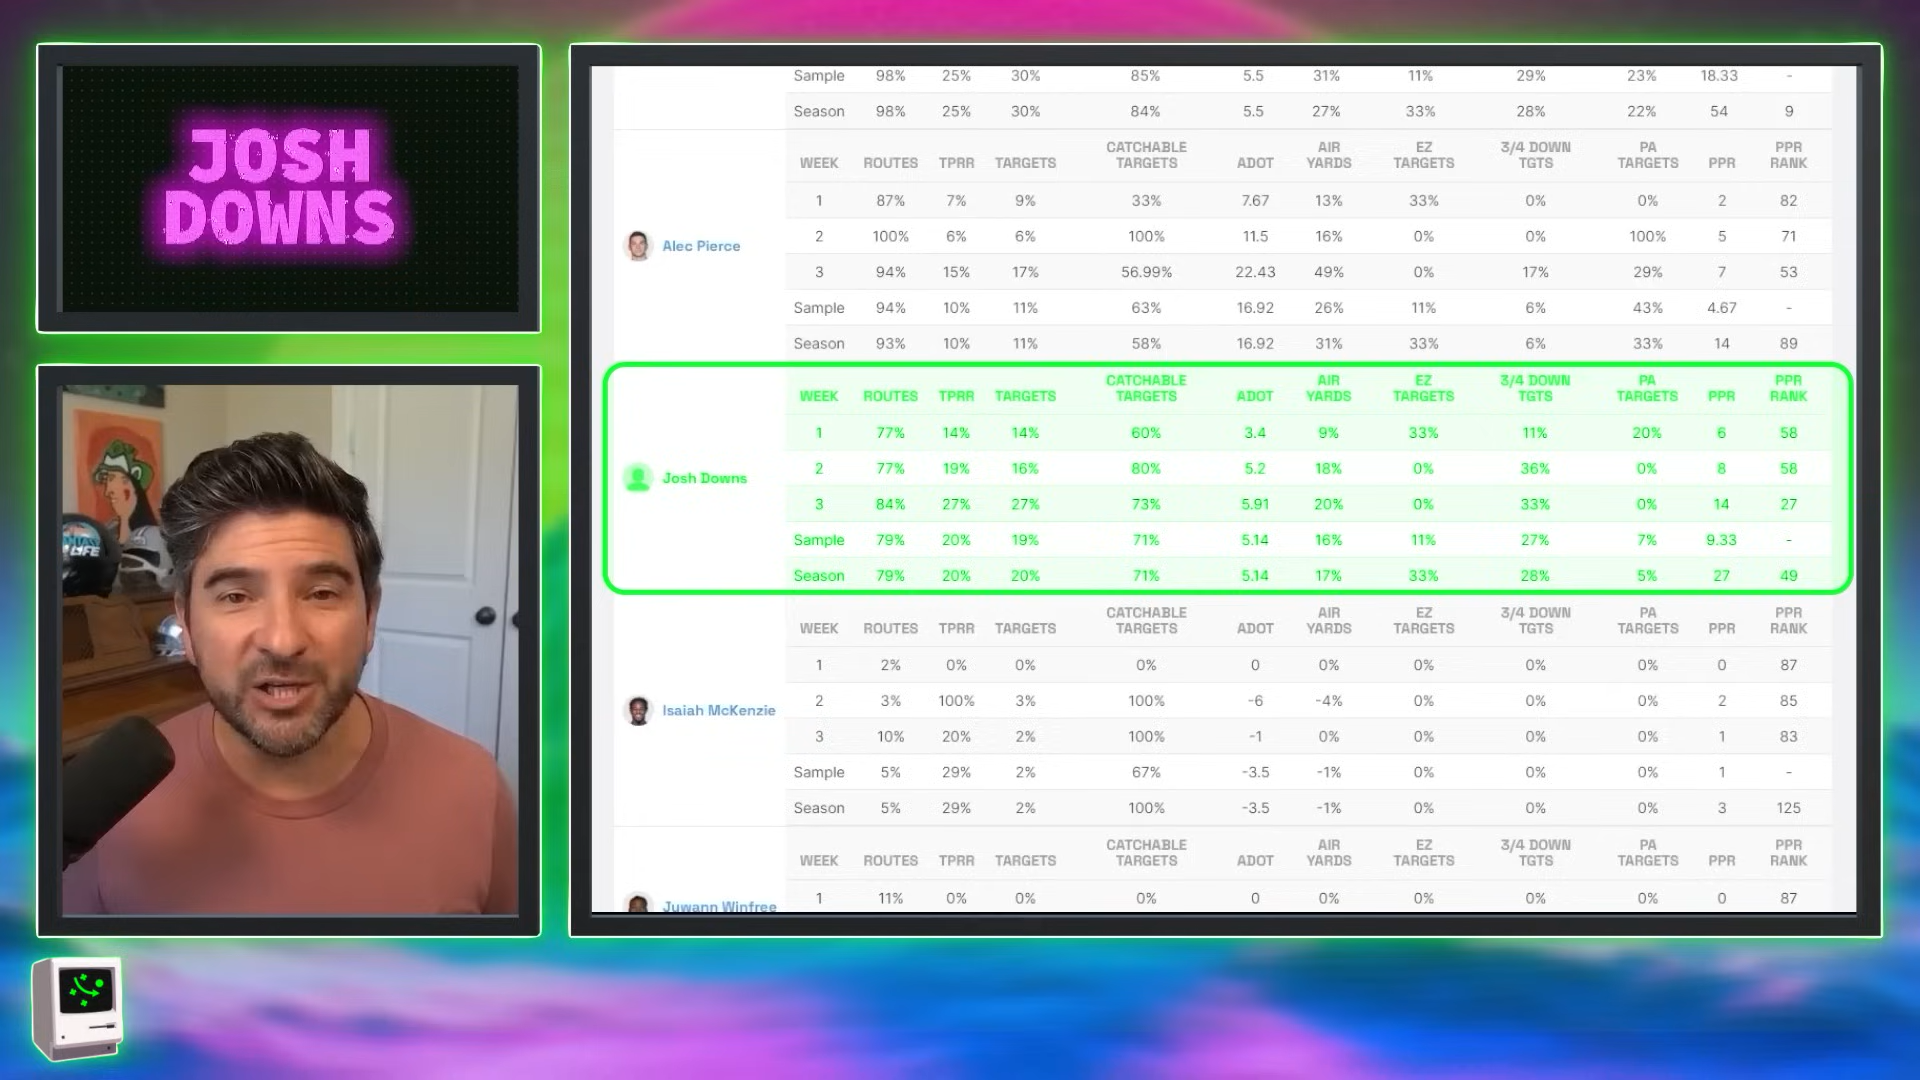 JOSH
DOWNS
FANTASY
LIFE
Sample 98% 25% 30% 85% 5.5 31% 11% 29% 23% 18.33 -
Season 98% 25% 30% 84% 5.5 27% 33% 28% 22% 54 9
WEEK ROUTES TPRR TARGETS CATCHABLE TARGETS ADOT AIR YARDS EZ TARGETS 3/4 DOWN TGTS PA TARGETS PPR PPR RANK
Alec Pierce
1 87% 7% 9% 33% 7.67 13% 33% 0% 0% 2 82
2 100% 6% 6% 100% 11.5 16% 0% 0% 100% 5 71
3 94% 15% 17% 56.99% 22.43 49% 0% 17% 29% 7 53
Sample 94% 10% 11% 63% 16.92 26% 11% 6% 43% 4.67 -
Season 93% 10% 11% 58% 16.92 31% 33% 6% 33% 14 89
WEEK ROUTES TPRR TARGETS CATCHABLE TARGETS ADOT AIR YARDS EZ TARGETS 3/4 DOWN TGTS PA TARGETS PPR PPR RANK
Josh Downs
1 77% 14% 14% 60% 3.4 9% 33% 11% 20% 6 58
2 77% 19% 16% 80% 5.2 18% 0% 36% 0% 8 58
3 84% 27% 27% 73% 5.91 20% 0% 33% 0% 14 27
Sample 79% 20% 19% 71% 5.14 16% 11% 27% 7% 9.33 -
Season 79% 20% 20% 71% 5.14 17% 33% 28% 5% 27 49
WEEK ROUTES TPRR TARGETS CATCHABLE TARGETS ADOT AIR YARDS EZ TARGETS 3/4 DOWN TGTS PA TARGETS PPR PPR RANK
Isaiah McKenzie
1 2% 0% 0% 0% 0 0% 0% 0% 0% 0 87
2 3% 100% 3% 100% -6 -4% 0% 0% 0% 2 85
3 10% 20% 2% 100% -1 0% 0% 0% 0% 1 83
Sample 5% 29% 2% 67% -3.5 -1% 0% 0% 0% 1 -
Season 5% 29% 2% 100% -3.5 -1% 0% 0% 0% 3 125
WEEK ROUTES TPRR TARGETS CATCHABLE TARGETS ADOT AIR YARDS EZ TARGETS 3/4 DOWN TGTS PA TARGETS PPR PPR RANK
Juwann Winfree
1 11% 0% 0% 0% 0 0% 0% 0% 0% 0 87